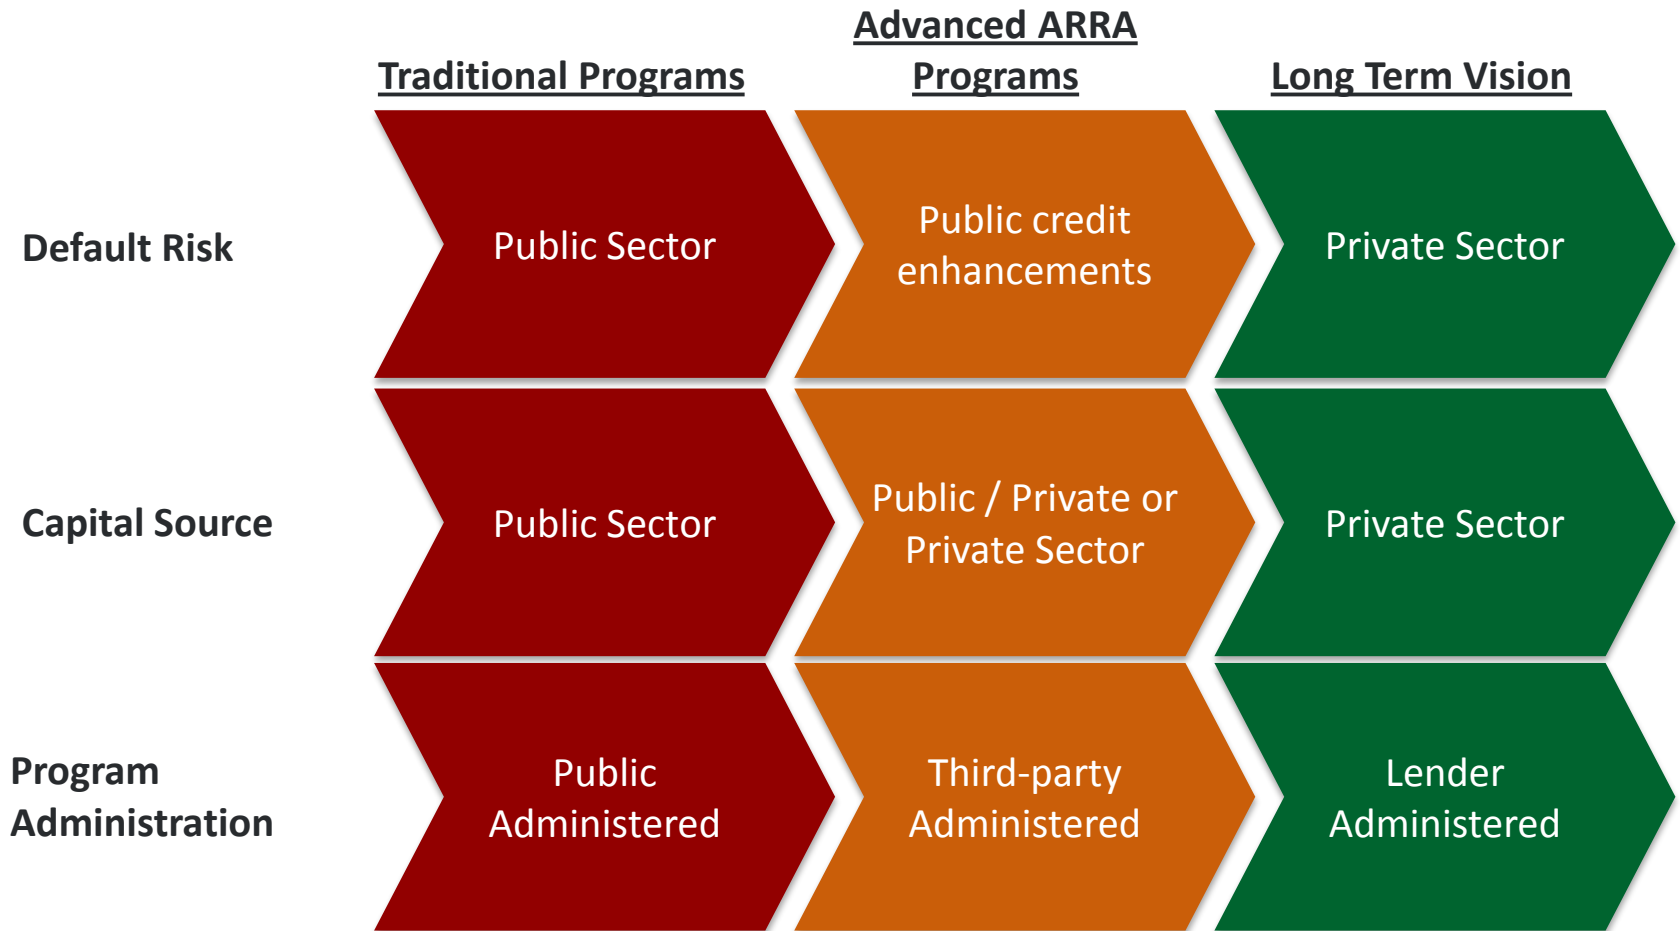 Traditional Programs
Advanced ARRA
Programs
Long Term Vision
Default Risk
Public Sector
Public credit
enhancements
Private Sector
Capital Source
Public Sector
Public / Private or
Private Sector
Private Sector
Program
Administration
Public
Administered
Third-party
Administered
Lender
Administered